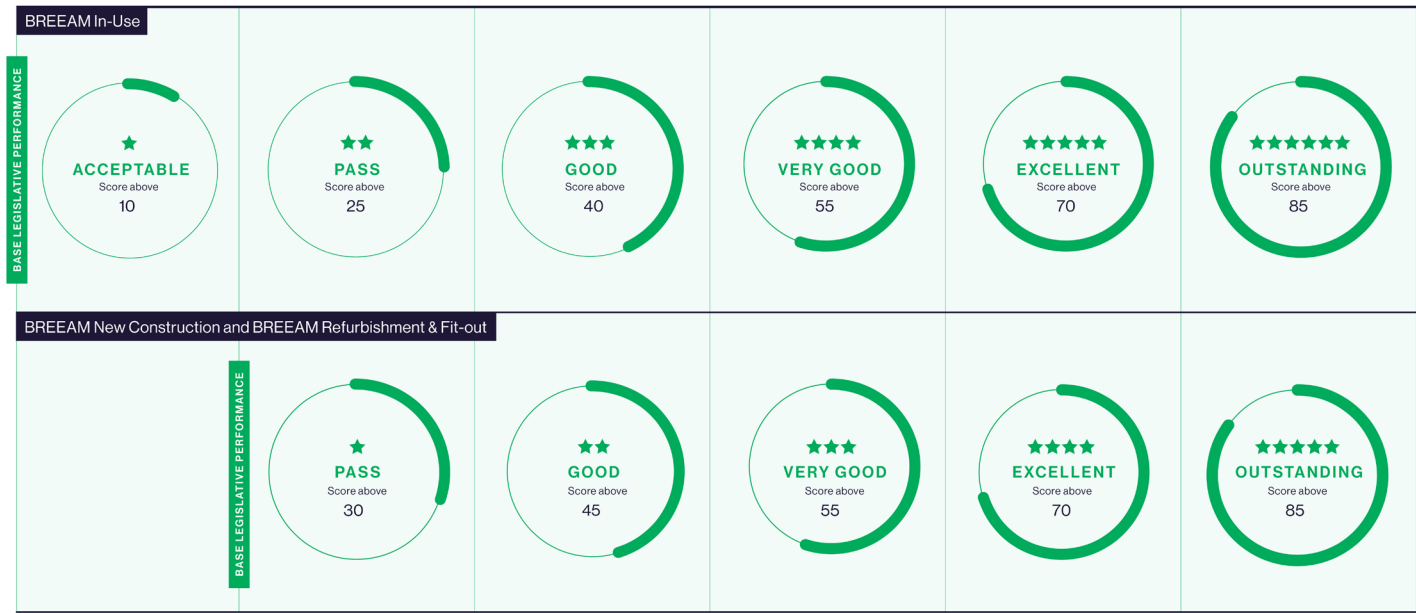 BREEAM In-Use
BASE LEGISLATIVE PERFORMANCE
ACCEPTABLE
Score above
10
PASS
Score above
25
GOOD
Score above
40
VERY GOOD
Score above
55
EXCELLENT
Score above
70
OUTSTANDING
Score above
85
BREEAM New Construction and BREEAM Refurbishment & Fit-out
BASE LEGISLATIVE PERFORMANCE
PASS
Score above
30
GOOD
Score above
45
VERY GOOD
Score above
55
EXCELLENT
Score above
70
OUTSTANDING
Score above
85